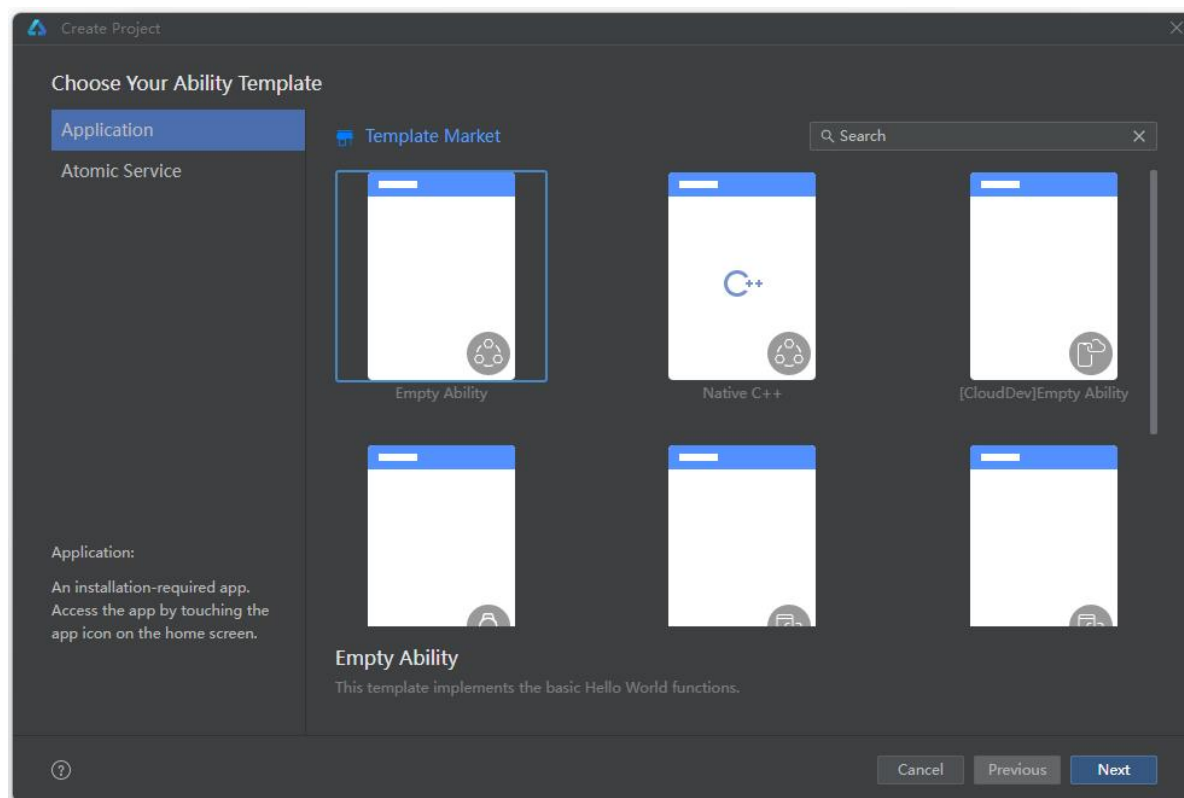 Create Project
Choose Your Ability Template
Application
Atomic Service
Template Market
Search
C++
Empty Ability
Native C++
[CloudDev]Empty Ability
Application:
An installation-required app.
Access the app by touching the
app icon on the home screen.
Empty Ability
This template implements the basic Hello World functions.
?
Cancel
Previous
Next